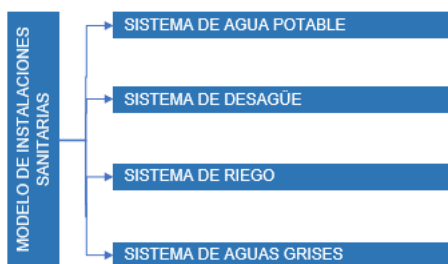 MODELO DE INSTALACIONES
SANITARIAS
SISTEMA DE AGUA POTABLE
SISTEMA DE DESAGÜE
SISTEMA DE RIEGO
SISTEMA DE AGUAS GRISES